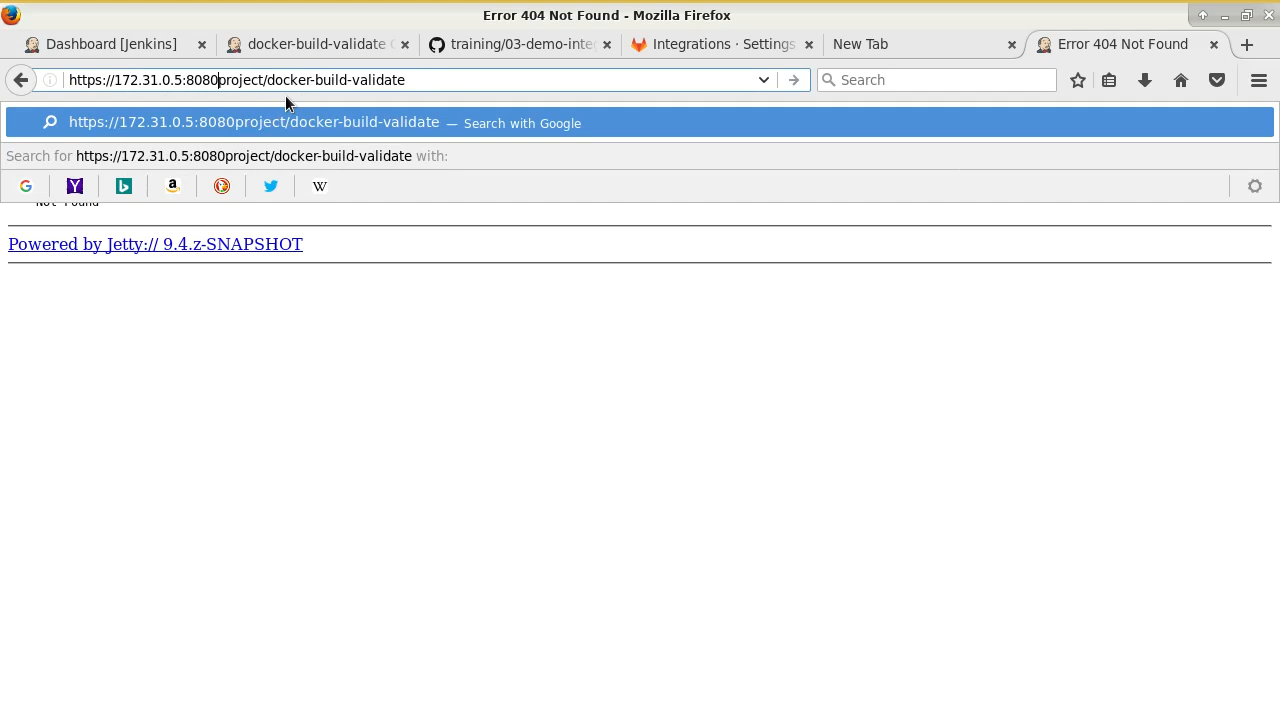 Error 404 Not Found - Mozilla Firefox
Dashboard [Jenkins] docker-build-validate training/03-demo-inte Integrations · Settings New Tab Error 404 Not Found
https://172.31.0.5:8080project/docker-build-validate Search
https://172.31.0.5:8080project/docker-build-validate — Search with Google
Search for https://172.31.0.5:8080project/docker-build-validate with:
Not Found
Powered by Jetty:// 9.4.z-SNAPSHOT